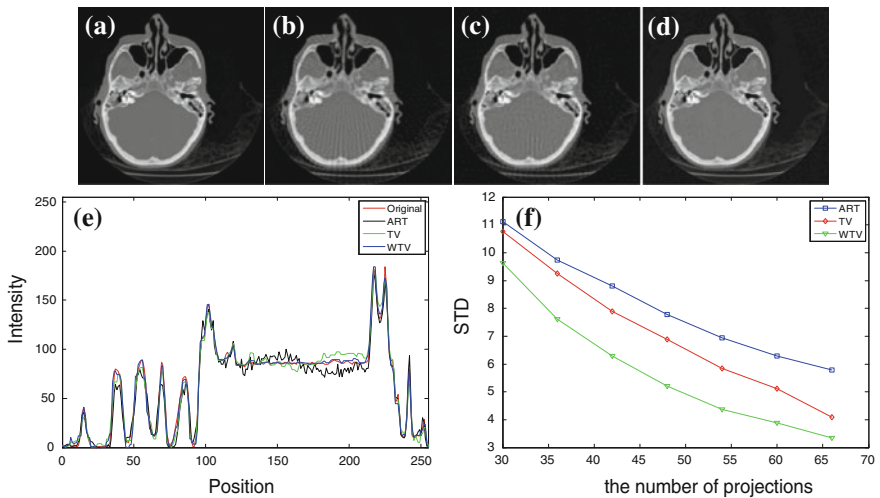 (a) (b) (c) (d)
(e)
Original
ART
TV
WTV
250
200
150
100
50
0
Intensity
0 50 100 150 200 250
Position
(f)
ART
TV
WTV
12
11
10
9
8
7
6
5
4
3
STD
30 35 40 45 50 55 60 65 70
the number of projections